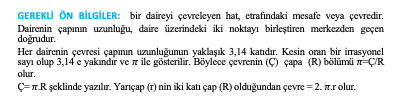 GEREKLİ ÖN BİLGİLER: bir daireyi çevreleyen hat, etrafındaki mesafe veya çevredir.
Dairenin çapının uzunluğu, daire üzerindeki iki noktayı birleştiren merkezden geçen
doğrudur.
Her dairenin çevresi çapının uzunluğunun yaklaşık 3,14 katıdır. Kesin oran bir irrasyonel
sayı olup 3,14 e yakındır ve π ile gösterilir. Böylece çevrenin (Ç) çapa (R) bölümü π=Ç/R
olur.
Ç= π.R şeklinde yazılır. Yarıçap (r) nin iki katı çap (R) olduğundan çevre = 2. π.r olur.